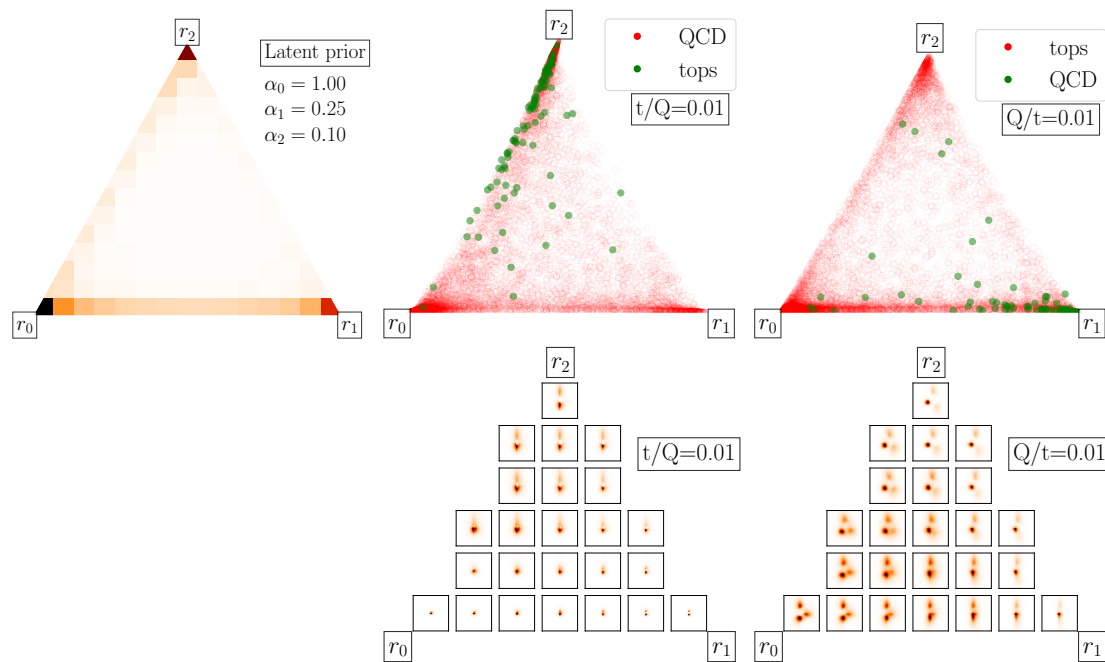 r₂
Latent prior
α₀ = 1.00
α₁ = 0.25
α₂ = 0.10
r₀
r₁
r₂
QCD
tops
t/Q=0.01
r₀
r₁
r₂
tops
QCD
Q/t=0.01
r₀
r₁
r₂
t/Q=0.01
r₀
r₁
r₂
Q/t=0.01
r₀
r₁